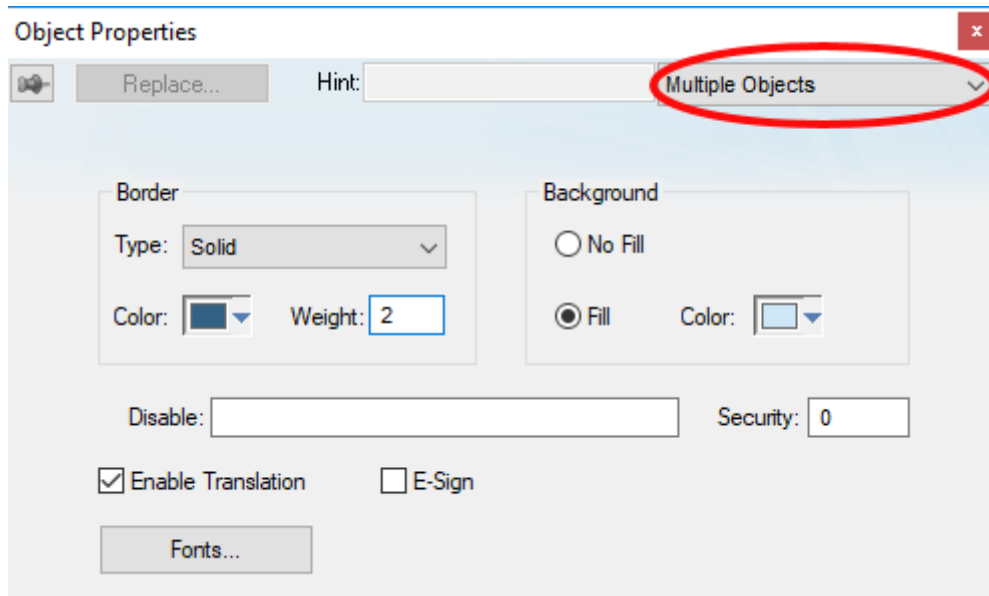 Object Properties x
Replace... Hint: Multiple Objects
Border Background
Type: Solid No Fill
Color: Weight: 2 Fill Color:
Disable: Security: 0
Enable Translation E-Sign
Fonts...